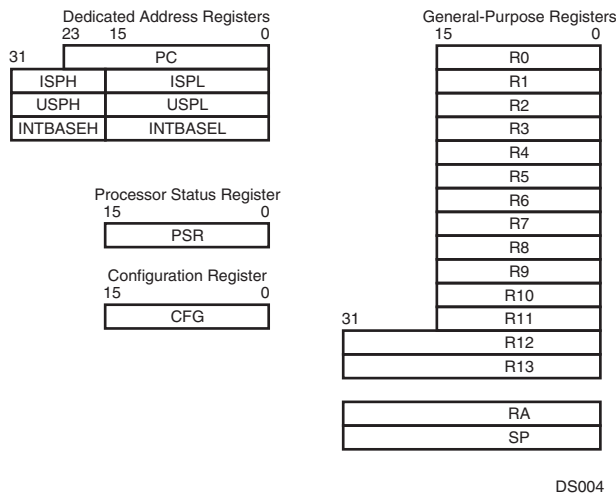 Dedicated Address Registers
23 15 0
31 PC
ISPH ISPL
USPH USPL
INTBASEH INTBASEL
Processor Status Register
15 0
PSR
Configuration Register
15 0
CFG
General-Purpose Registers
15 0
R0
R1
R2
R3
R4
R5
R6
R7
R8
R9
R10
31 R11
R12
R13
RA
SP
DS004